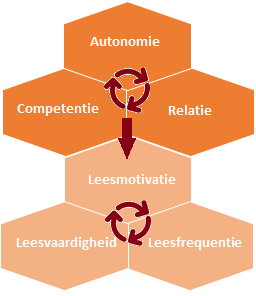 Autonomie
Competentie
Relatie
Leesmotivatie
Leesvaardigheid
Leesfrequentie